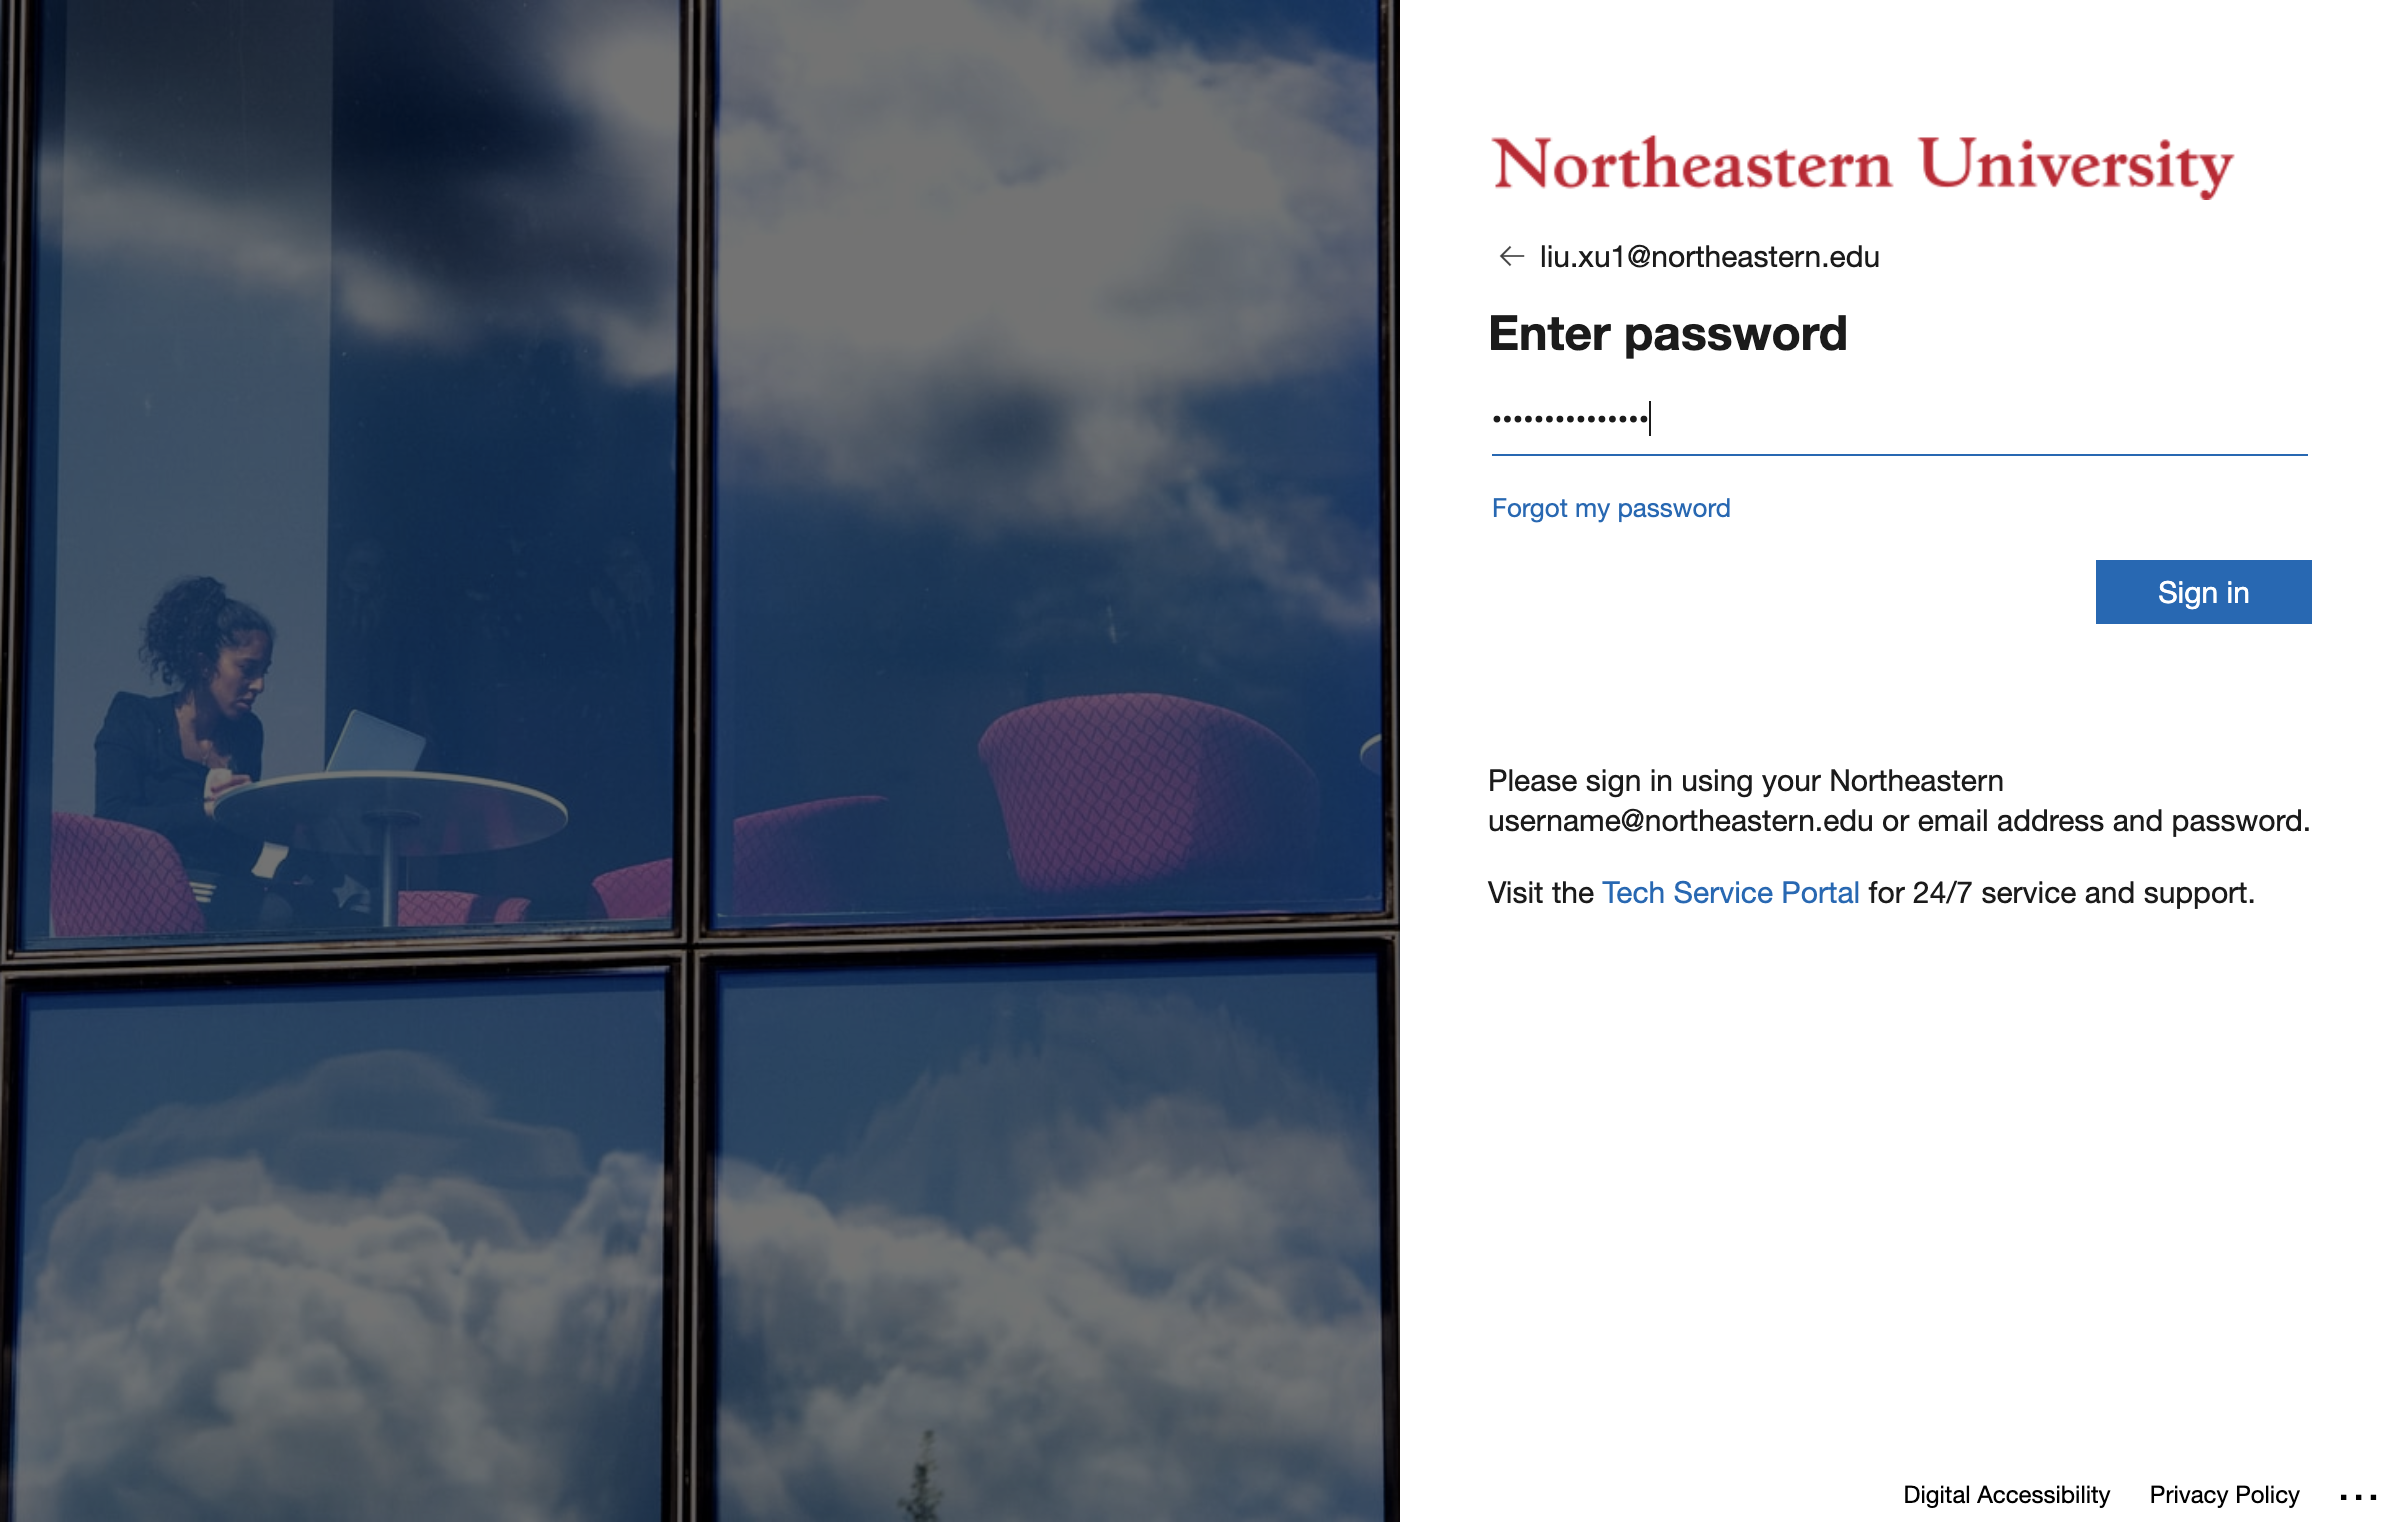 Northeastern University
← liu.xu1@northeastern.edu
Enter password
•••••••••••••••
Forgot my password
Sign in
Please sign in using your Northeastern
username@northeastern.edu or email address and password.
Visit the Tech Service Portal for 24/7 service and support.
Digital Accessibility Privacy Policy ...